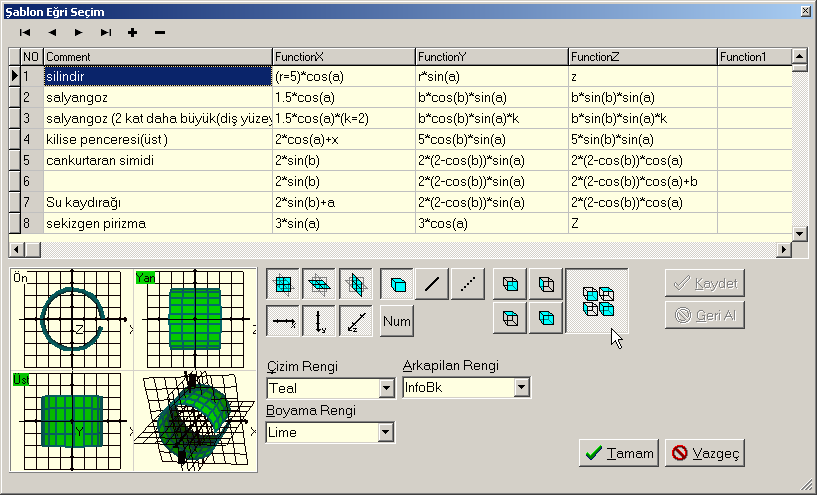 Şablon Eğri Seçim
NO Comment FunctionX FunctionY FunctionZ Function1
1 silindir (r=5)*cos(a) r*sin(a) z
2 salyangoz 1.5*cos(a) b*cos(b)*sin(a) b*sin(b)*sin(a)
3 salyangoz (2 kat daha büyük(diş yüzey 1.5*cos(a)*(k=2) b*cos(b)*sin(a)*k b*sin(b)*sin(a)*k
4 kilise penceresi(üst ) 2*cos(a)+x 5*cos(b)*sin(a) 5*sin(b)*sin(a)
5 cankurtaran simidi 2*sin(b) 2*(2-cos(b))*sin(a) 2*(2-cos(b))*cos(a)
6 2*sin(b) 2*(2-cos(b))*sin(a) 2*(2-cos(b))*cos(a)+b
7 Su kaydırağı 2*sin(b)+a 2*(2-cos(b))*sin(a) 2*(2-cos(b))*cos(a)
8 sekizgen pirizma 3*sin(a) 3*cos(a) Z
Ön Yan
Z
Üst
Y
x y z Num
Kaydet
Geri Al
Çizim Rengi Arkapilan Rengi
Teal InfoBk
Boyama Rengi
Lime
Tamam Vazgeç